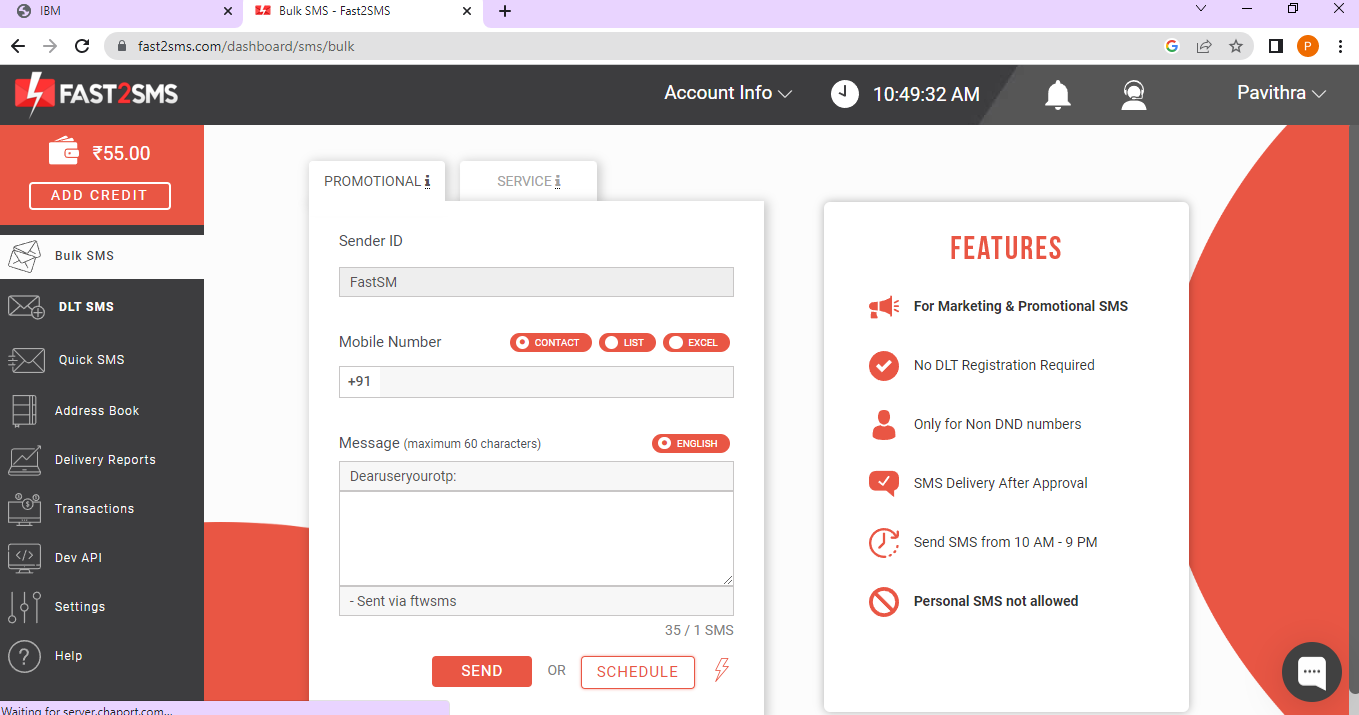 IBM
Bulk SMS - Fast2SMS
fast2sms.com/dashboard/sms/bulk
P
FAST2SMS
Account Info
10:49:32 AM
Pavithra
₹55.00
ADD CREDIT
Bulk SMS
DLT SMS
Quick SMS
Address Book
Delivery Reports
Transactions
Dev API
Settings
Help
PROMOTIONAL
SERVICE
Sender ID
FastSM
Mobile Number
CONTACT
LIST
EXCEL
+91
Message (maximum 60 characters)
ENGLISH
Dearuseryourotp:
- Sent via ftwsms
35 / 1 SMS
SEND
OR
SCHEDULE
FEATURES
For Marketing & Promotional SMS
No DLT Registration Required
Only for Non DND numbers
SMS Delivery After Approval
Send SMS from 10 AM - 9 PM
Personal SMS not allowed
Waiting for server.chaport.com...